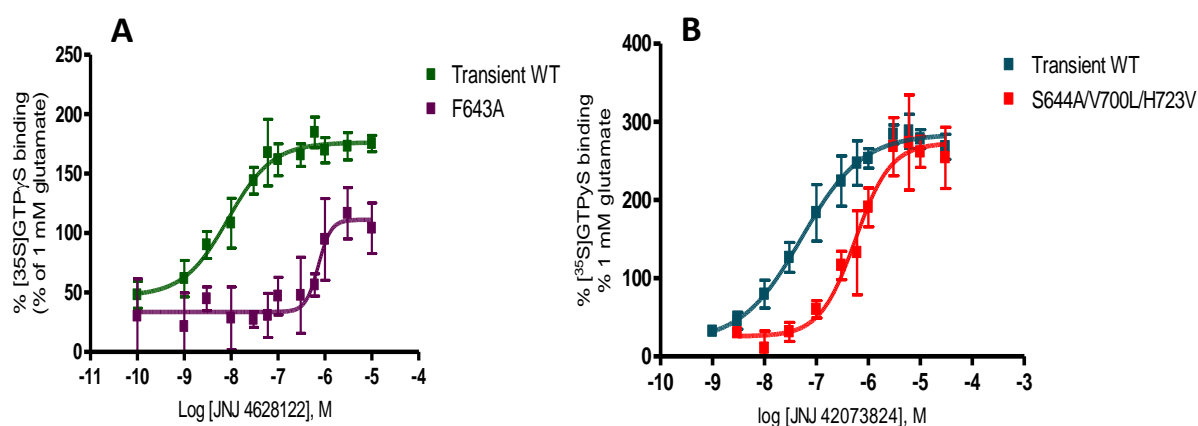 A
% [35S]GTPγS binding
(% of 1 mM glutamate)
250
200
150
100
50
0
-11 -10 -9 -8 -7 -6 -5 -4
Log [JNJ 4628122], M
Transient WT
F643A
B
% [³⁵S]GTPγS binding
% 1 mM glutamate
400
300
200
100
0
-10 -9 -8 -7 -6 -5 -4 -3
log [JNJ 42073824], M
Transient WT
S644A/V700L/H723V